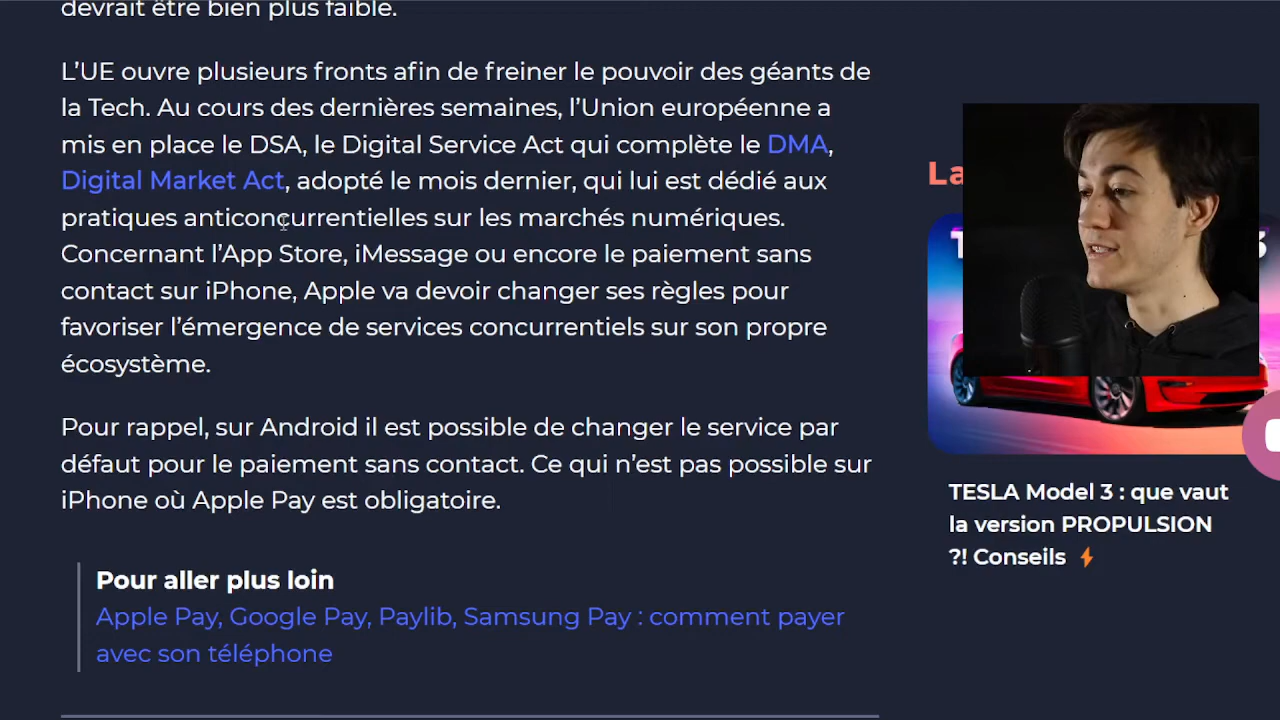 devrait être bien plus faible.
L’UE ouvre plusieurs fronts afin de freiner le pouvoir des géants de
la Tech. Au cours des dernières semaines, l’Union européenne a
mis en place le DSA, le Digital Service Act qui complète le DMA,
Digital Market Act, adopté le mois dernier, qui lui est dédié aux
pratiques anticoncurrentielles sur les marchés numériques.
Concernant l’App Store, iMessage ou encore le paiement sans
contact sur iPhone, Apple va devoir changer ses règles pour
favoriser l’émergence de services concurrentiels sur son propre
écosystème.
Pour rappel, sur Android il est possible de changer le service par
défaut pour le paiement sans contact. Ce qui n’est pas possible sur
iPhone où Apple Pay est obligatoire.
Pour aller plus loin
Apple Pay, Google Pay, Paylib, Samsung Pay : comment payer
avec son téléphone
La
T
3
TESLA Model 3 : que vaut
la version PROPULSION
?! Conseils ⚡